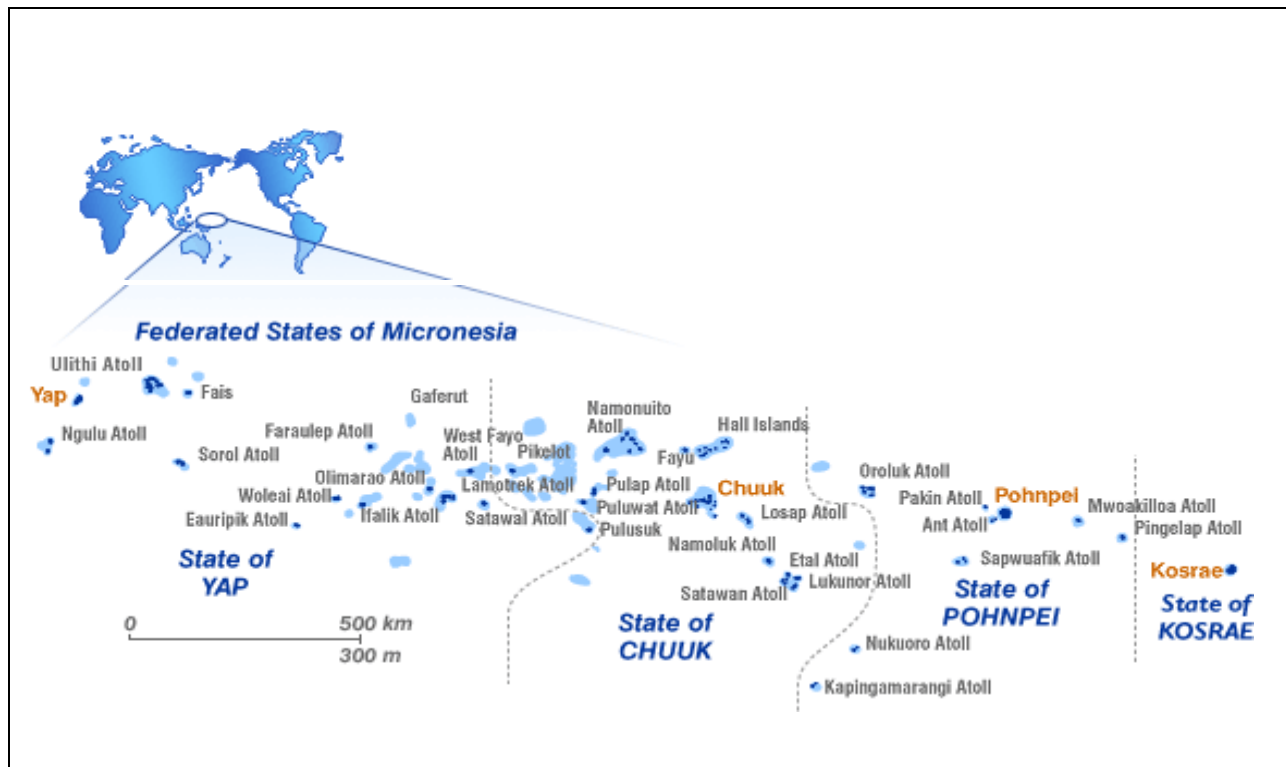 Federated States of Micronesia
Ulithi Atoll
Yap
Fais
Gaferut
Ngulu Atoll
Sorol Atoll
Faraulep Atoll
West Fayo
Atoll
Pikelot
Namonuito
Atoll
Hall Islands
Fayu
Olimarao Atoll
Lamotrek Atoll
Pulap Atoll
Chuuk
Woleai Atoll
Ifalik Atoll
Satawal Atoll
Puluwat Atoll
Losap Atoll
Eauripik Atoll
Pulusuk
Namoluk Atoll
Etal Atoll
Satawan Atoll
Lukunor Atoll
Oroluk Atoll
Pakin Atoll
Pohnpei
Ant Atoll
Mwoakilloa Atoll
Pingelap Atoll
Sapwuafik Atoll
Kosrae
State of
YAP
State of
CHUUK
State of
POHNPEI
State of
KOSRAE
Nukuoro Atoll
Kapingamarangi Atoll
0
500 km
300 m